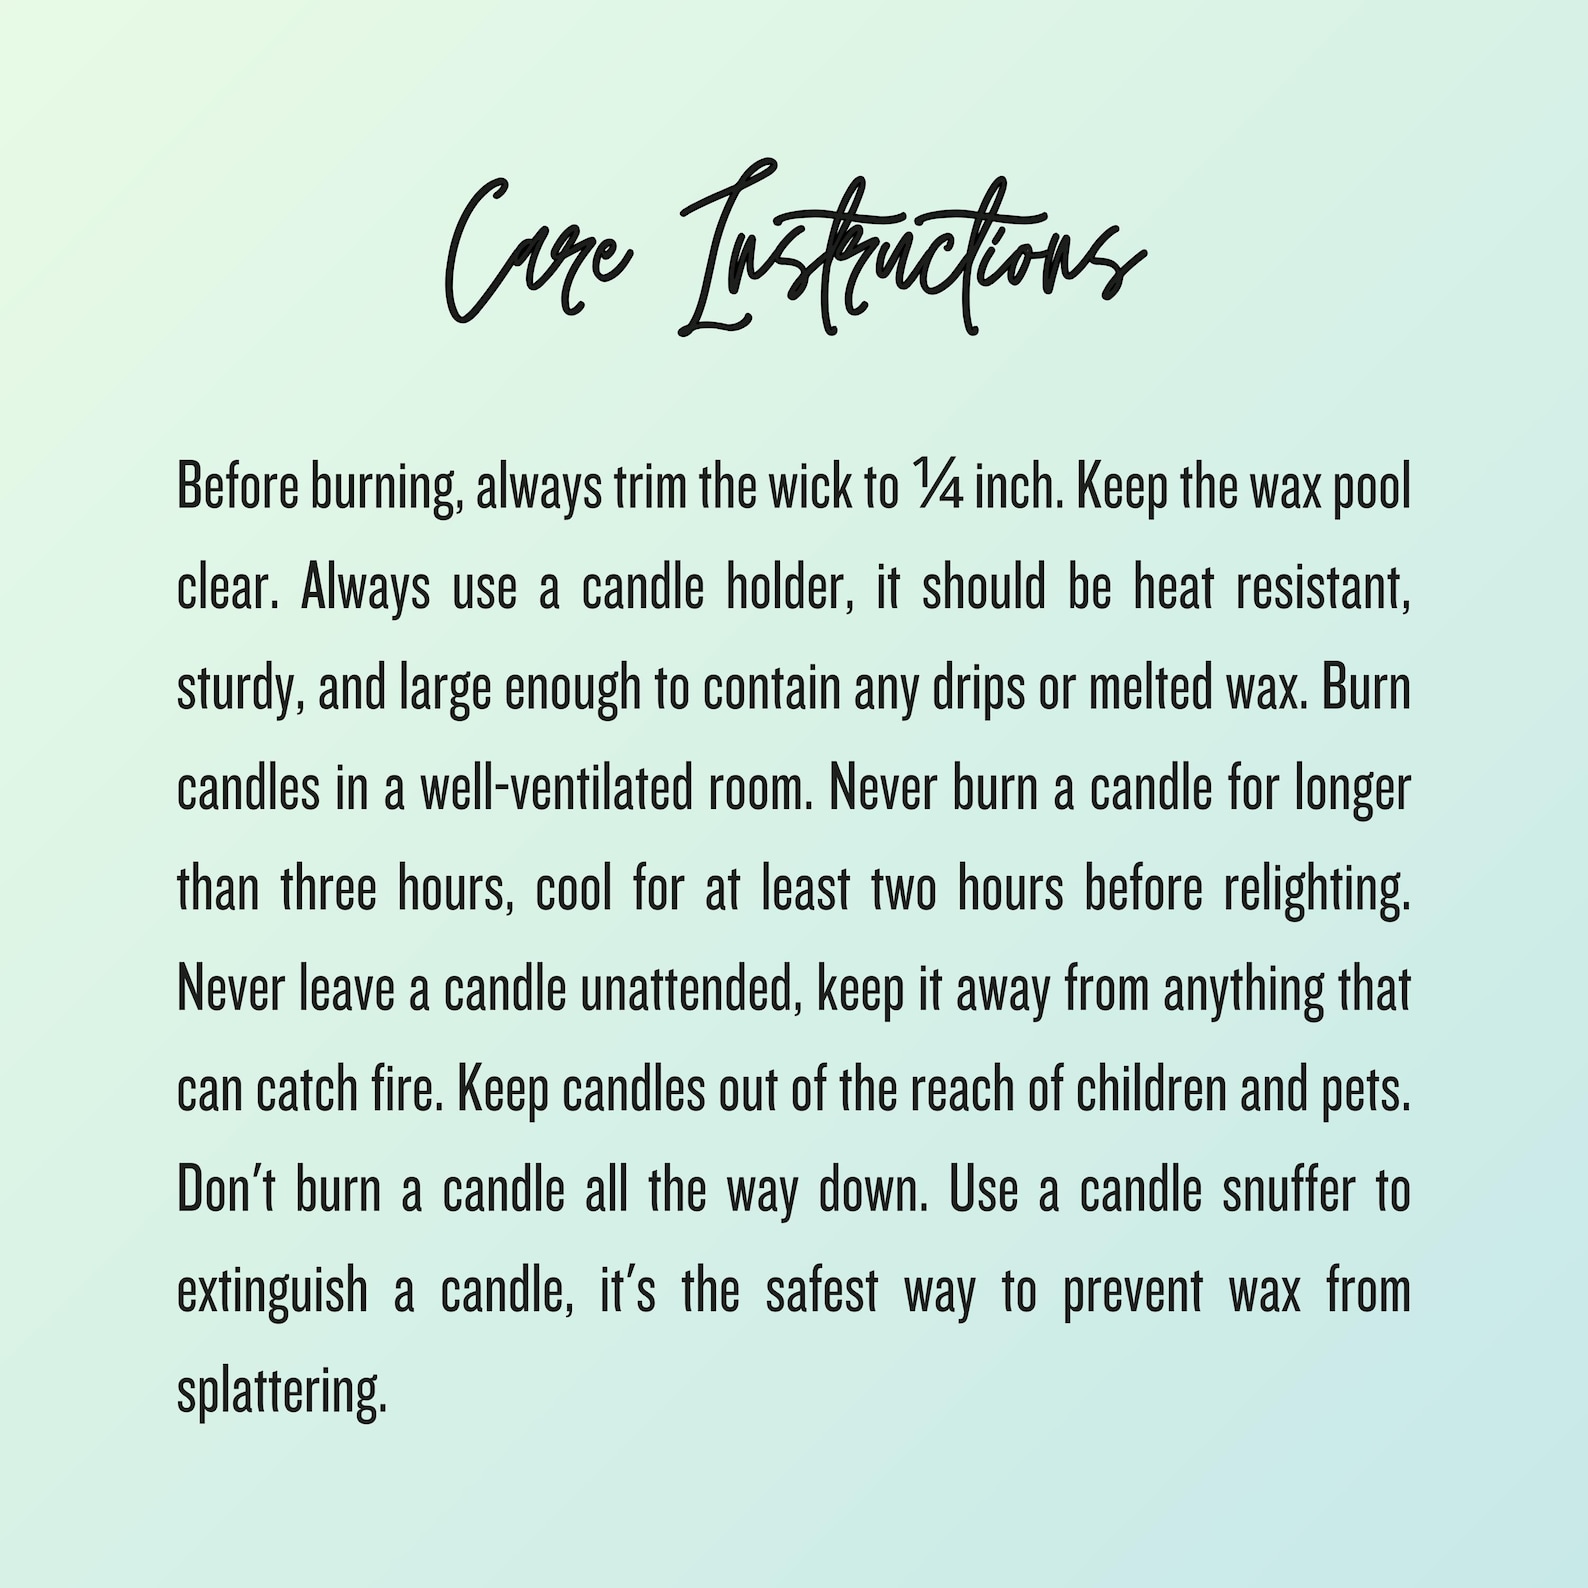 Care Instructions
Before burning, always trim the wick to ¼ inch. Keep the wax pool
clear. Always use a candle holder, it should be heat resistant,
sturdy, and large enough to contain any drips or melted wax. Burn
candles in a well-ventilated room. Never burn a candle for longer
than three hours, cool for at least two hours before relighting.
Never leave a candle unattended, keep it away from anything that
can catch fire. Keep candles out of the reach of children and pets.
Don't burn a candle all the way down. Use a candle snuffer to
extinguish a candle, it's the safest way to prevent wax from
splattering.